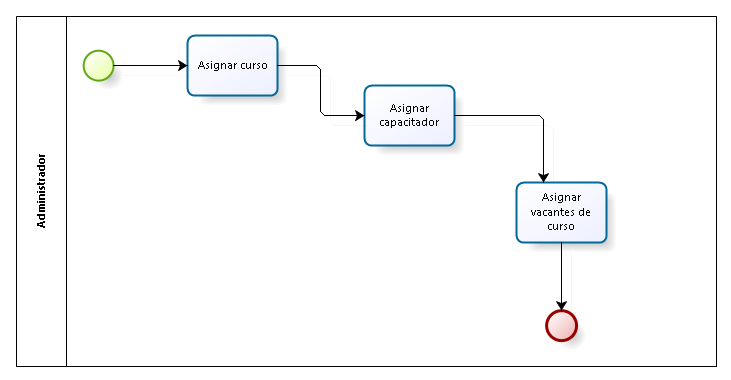 Administrador
Asignar curso
Asignar
capacitador
Asignar
vacantes de
curso